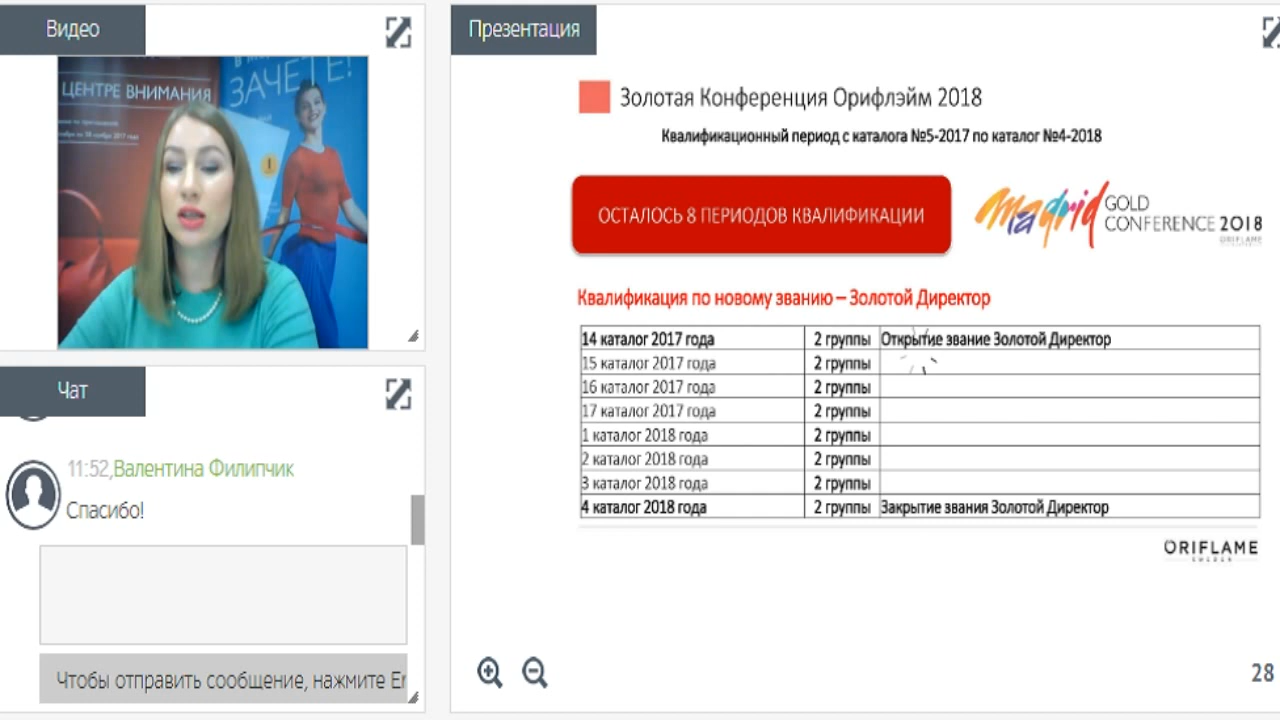 Видео
В М
ЗАЧЕТЕ!
ЦЕНТРЕ ВНИМАНИЯ
Чат
11:52,Валентина Филипчик
Спасибо!
Чтобы отправить сообщение, нажмите En
Презентация
Золотая Конференция Орифлэйм 2018
Квалификационный период с каталога №5-2017 по каталог №4-2018
ОСТАЛОСЬ 8 ПЕРИОДОВ КВАЛИФИКАЦИИ
Madrid GOLD
CONFERENCE 2018
ORIFLAME
Квалификация по новому званию – Золотой Директор
14 каталог 2017 года 2 группы Открытие звание Золотой Директор
15 каталог 2017 года 2 группы
16 каталог 2017 года 2 группы
17 каталог 2017 года 2 группы
1 каталог 2018 года 2 группы
2 каталог 2018 года 2 группы
3 каталог 2018 года 2 группы
4 каталог 2018 года 2 группы Закрытие звания Золотой Директор
ORIFLAME
SWEDEN
28